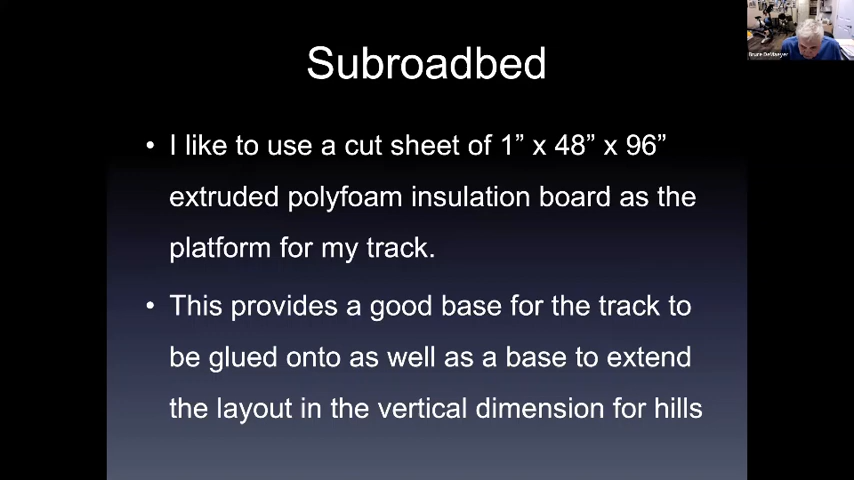 Subroadbed
• I like to use a cut sheet of 1” x 48” x 96”
extruded polyfoam insulation board as the
platform for my track.
• This provides a good base for the track to
be glued onto as well as a base to extend
the layout in the vertical dimension for hills